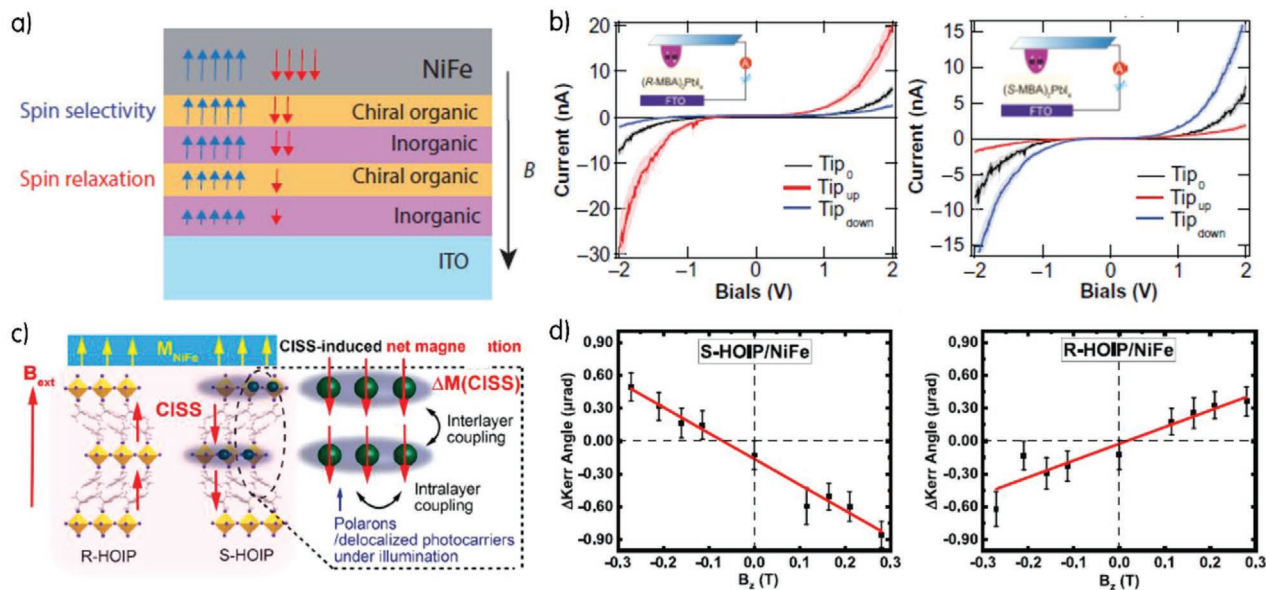 a)
NiFe
Spin selectivity
Chiral organic
Inorganic
B
Spin relaxation
Chiral organic
Inorganic
ITO
b)
Current (nA)
20
10
0
−10
−20
−30
(R-MBA)₂PbI₄
FTO
A
Tip₀
Tip_up
Tip_down
−2
−1
0
1
2
Bials (V)
Current (nA)
15
10
5
0
−5
−10
−15
(S-MBA)₂PbI₄
FTO
A
Tip₀
Tip_up
Tip_down
−2
−1
0
1
2
Bials (V)
c)
M_NiFe
CISS-induced net magne ation
B_ext
CISS
ΔM(CISS)
Interlayer
coupling
Intralayer
coupling
Polarons
/delocalized photocarriers
under illumination
R-HOIP
S-HOIP
d)
S-HOIP/NiFe
ΔKerr Angle (μrad)
0.90
0.60
0.30
0.00
-0.30
-0.60
-0.90
-0.3 -0.2 -0.1 0.0 0.1 0.2 0.3
B_z (T)
R-HOIP/NiFe
ΔKerr Angle (μrad)
0.90
0.60
0.30
0.00
-0.30
-0.60
-0.90
-0.3 -0.2 -0.1 0.0 0.1 0.2 0.3
B_z (T)